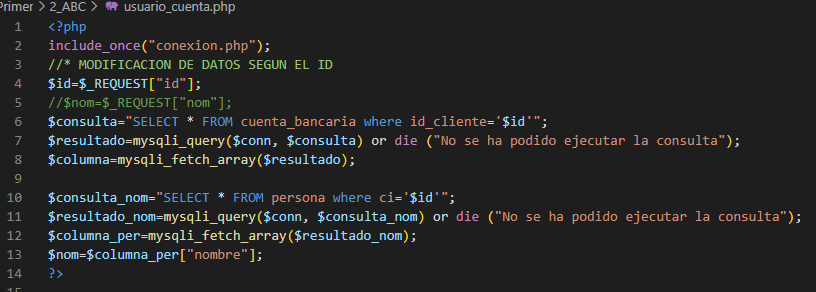 Primer > 2_ABC > usuario_cuenta.php
1 <?php
2 include_once("conexion.php");
3 //* MODIFICACION DE DATOS SEGUN EL ID
4 $id=$_REQUEST["id"];
5 //$nom=$_REQUEST["nom"];
6 $consulta="SELECT * FROM cuenta_bancaria where id_cliente='$id'";
7 $resultado=mysqli_query($conn, $consulta) or die ("No se ha podido ejecutar la consulta");
8 $columna=mysqli_fetch_array($resultado);
9
10 $consulta_nom="SELECT * FROM persona where ci='$id'";
11 $resultado_nom=mysqli_query($conn, $consulta_nom) or die ("No se ha podido ejecutar la consulta");
12 $columna_per=mysqli_fetch_array($resultado_nom);
13 $nom=$columna_per["nombre"];
14 ?>
15